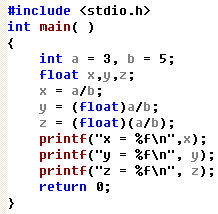 #include <stdio.h>
int main( )
{
    int a = 3, b = 5;
    float x,y,z;
    x = a/b;
    y = (float)a/b;
    z = (float)(a/b);
    printf("x = %f\n",x);
    printf("y = %f\n", y);
    printf("z = %f\n", z);
    return 0;
}